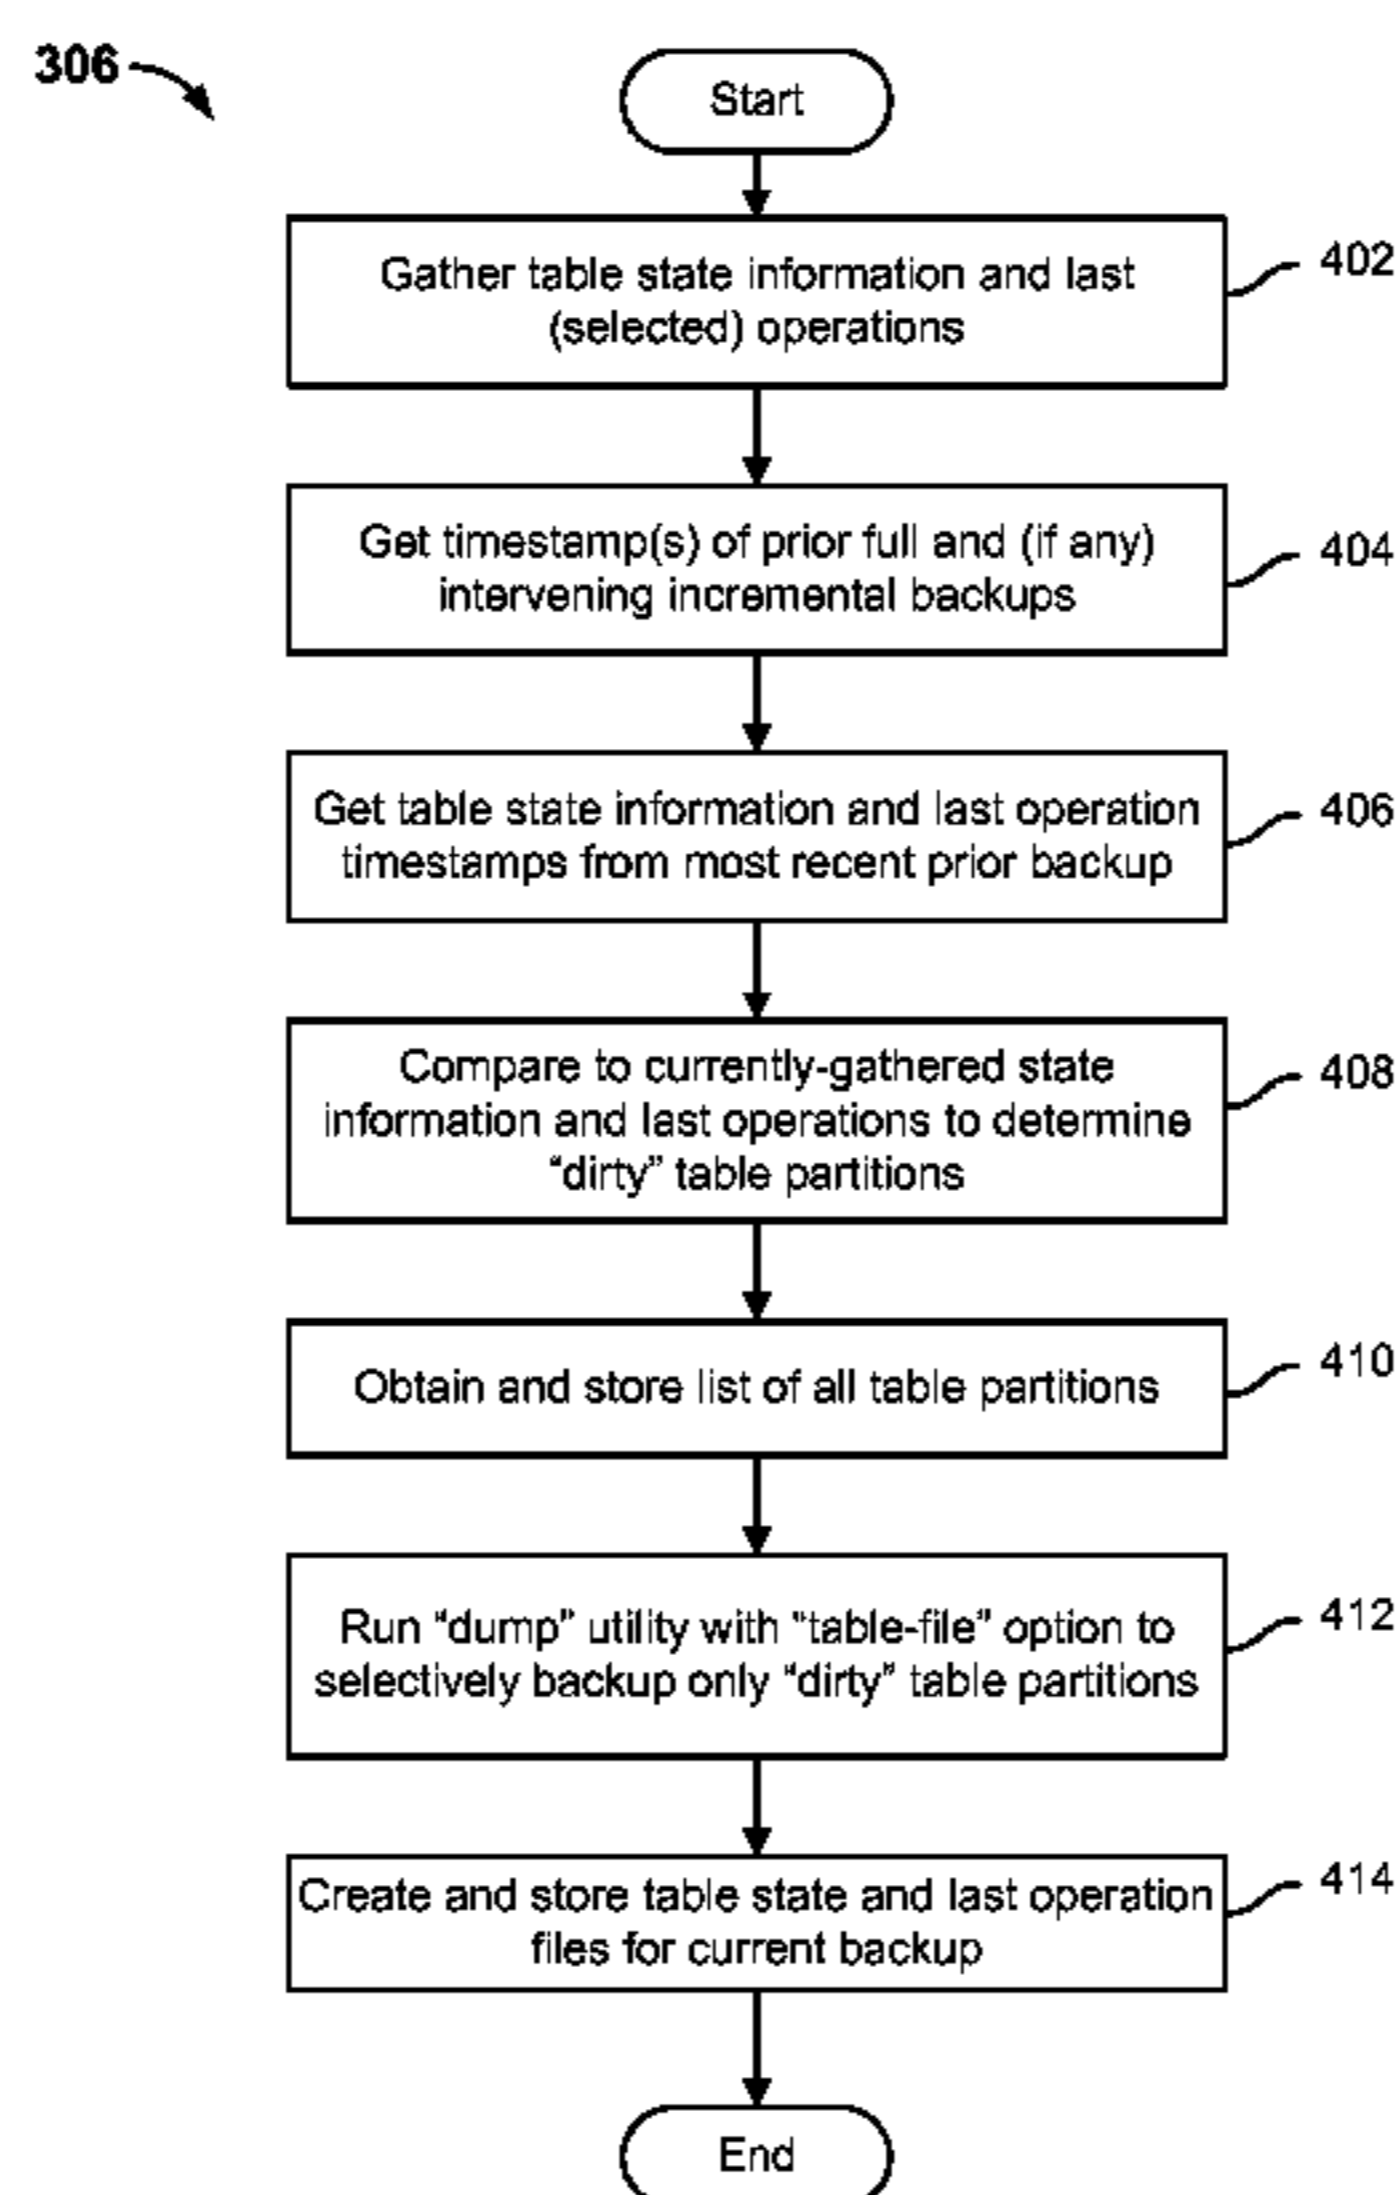 306
Start
Gather table state information and last
(selected) operations
402
Get timestamp(s) of prior full and (if any)
intervening incremental backups
404
Get table state information and last operation
timestamps from most recent prior backup
406
Compare to currently-gathered state
information and last operations to determine
“dirty” table partitions
408
Obtain and store list of all table partitions
410
Run “dump” utility with “table-file” option to
selectively backup only “dirty” table partitions
412
Create and store table state and last operation
files for current backup
414
End